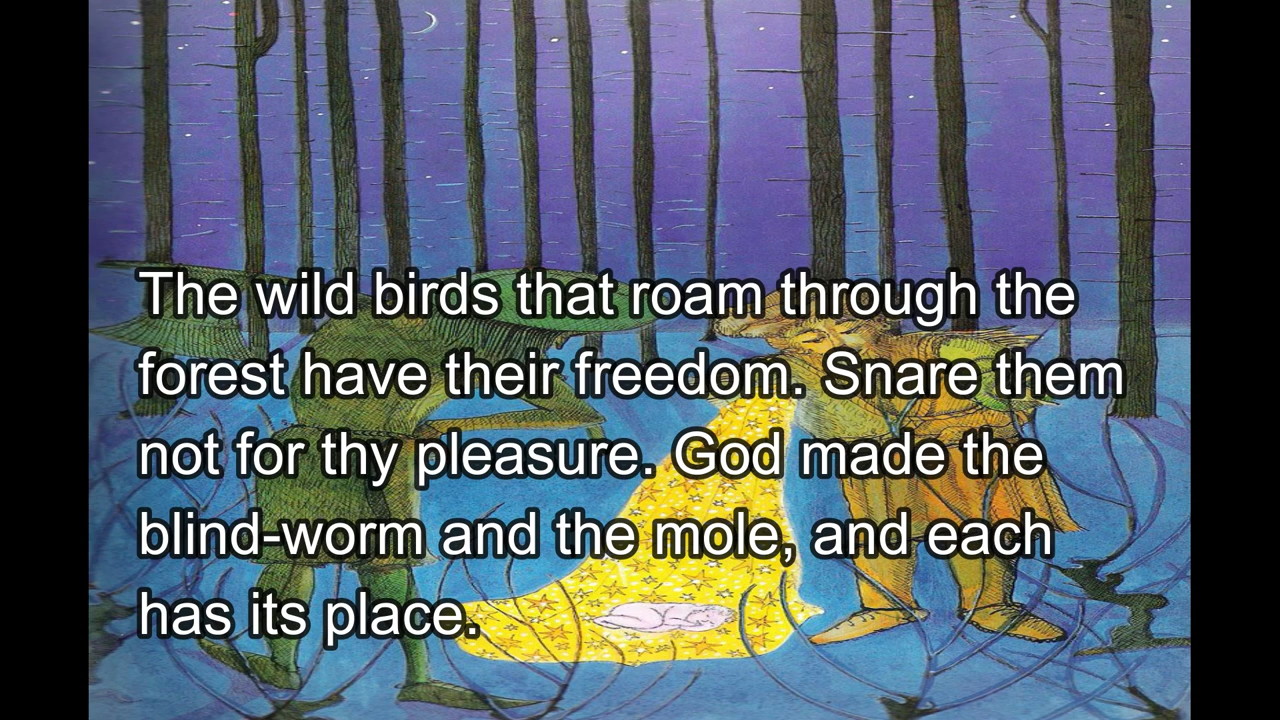 The wild birds that roam through the
forest have their freedom. Snare them
not for thy pleasure. God made the
blind-worm and the mole, and each
has its place.